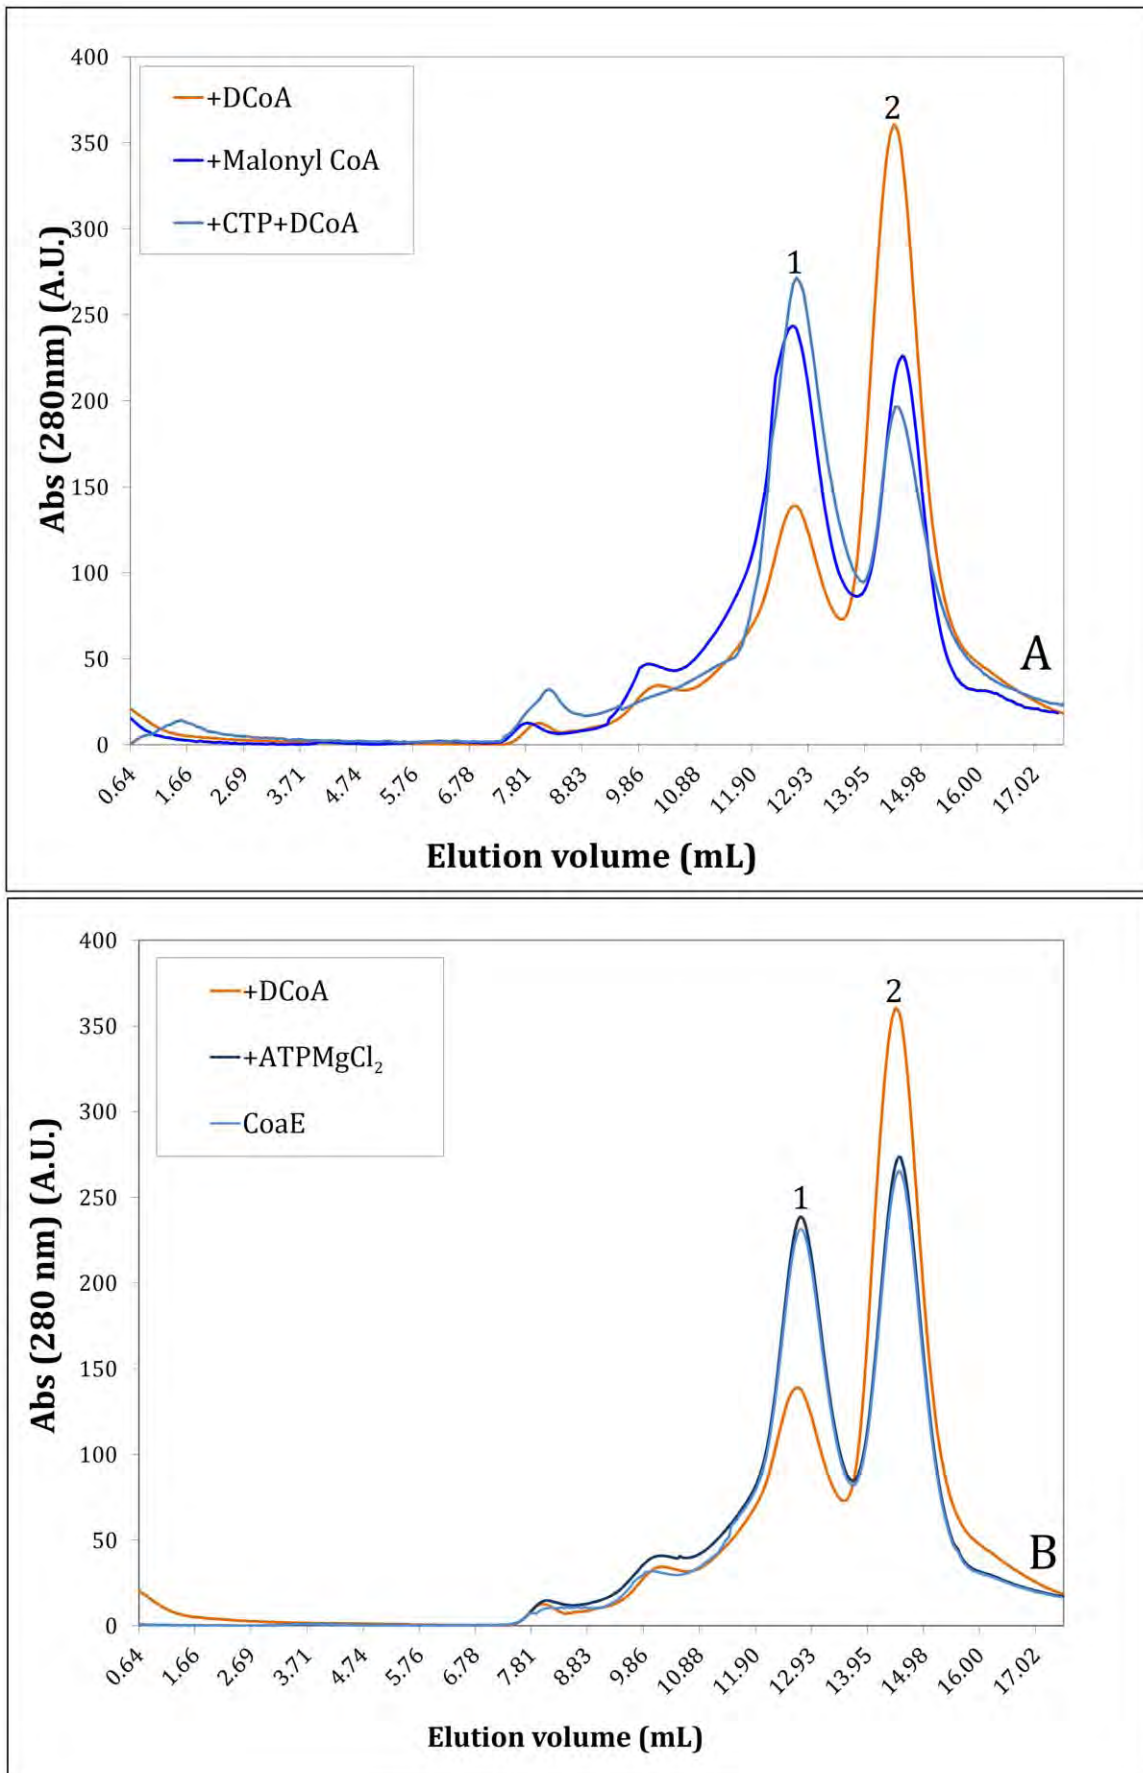 400
350
300
250
200
150
100
50
0
Abs (280nm) (A.U.)
+DCoA
+Malonyl CoA
+CTP+DCoA
1
2
A
0.64 1.66 2.69 3.71 4.74 5.76 6.78 7.81 8.83 9.86 10.88 11.90 12.93 13.95 14.98 16.00 17.02
Elution volume (mL)
400
350
300
250
200
150
100
50
0
Abs (280 nm) (A.U.)
+DCoA
+ATPMgCl₂
CoaE
1
2
B
0.64 1.66 2.69 3.71 4.74 5.76 6.78 7.81 8.83 9.86 10.88 11.90 12.93 13.95 14.98 16.00 17.02
Elution volume (mL)